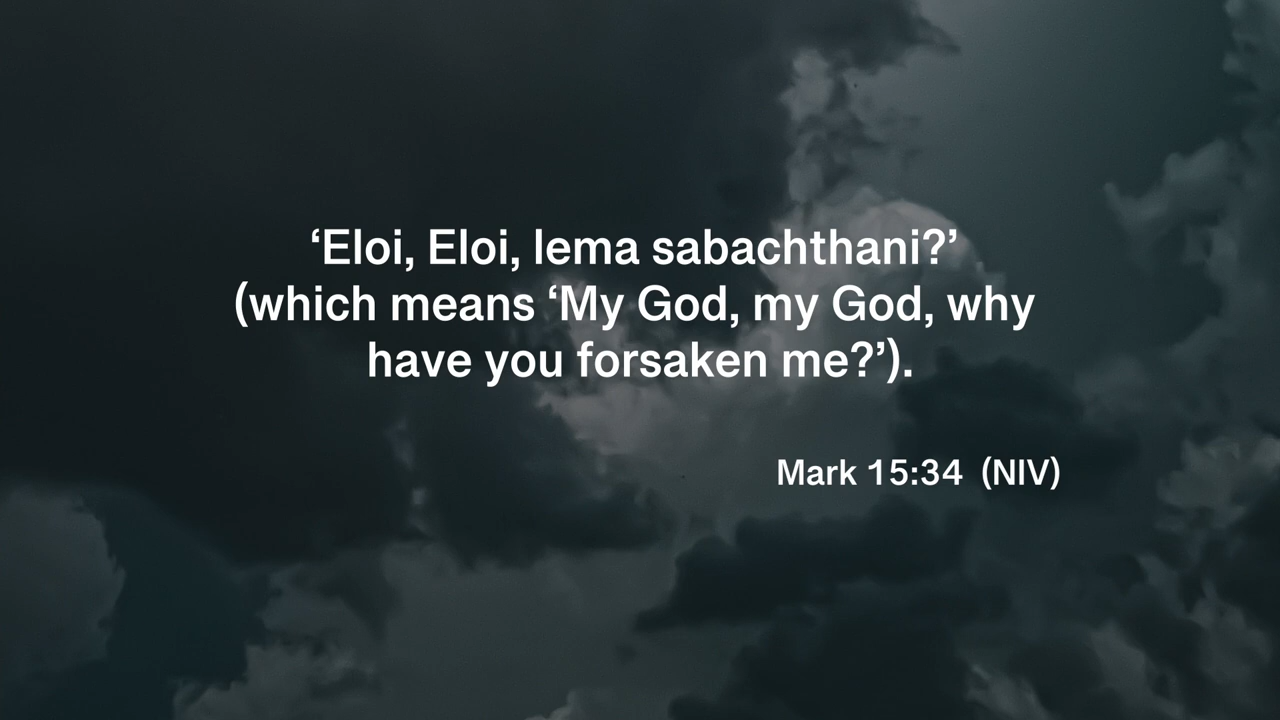 ‘Eloi, Eloi, lema sabachthani?’
(which means ‘My God, my God, why
have you forsaken me?’).
Mark 15:34 (NIV)